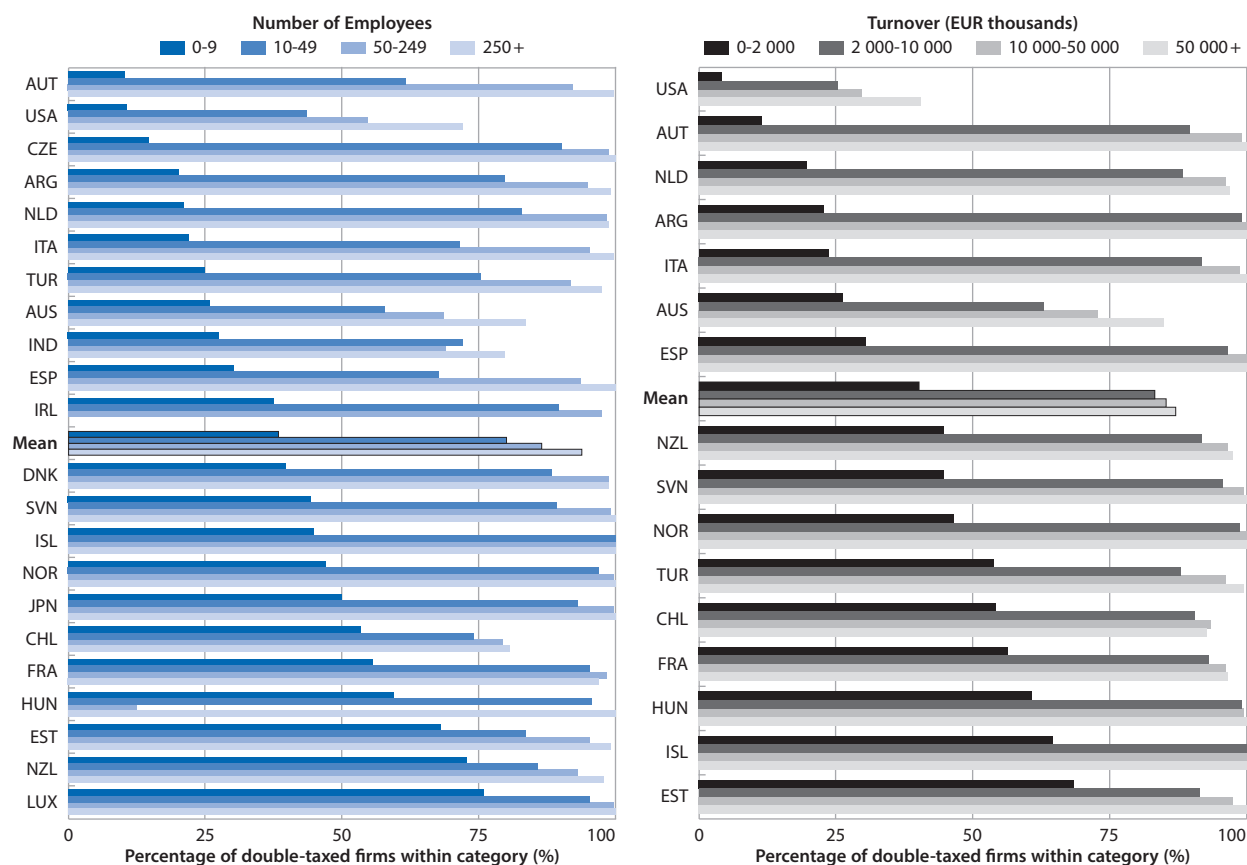 Number of Employees
0-9 10-49 50-249 250+
AUT
USA
CZE
ARG
NLD
ITA
TUR
AUS
IND
ESP
IRL
Mean
DNK
SVN
ISL
NOR
JPN
CHL
FRA
HUN
EST
NZL
LUX
0 25 50 75 100
Percentage of double-taxed firms within category (%)
Turnover (EUR thousands)
0-2 000 2 000-10 000 10 000-50 000 50 000+
USA
AUT
NLD
ARG
ITA
AUS
ESP
Mean
NZL
SVN
NOR
TUR
CHL
FRA
HUN
ISL
EST
0 25 50 75 100
Percentage of double-taxed firms within category (%)